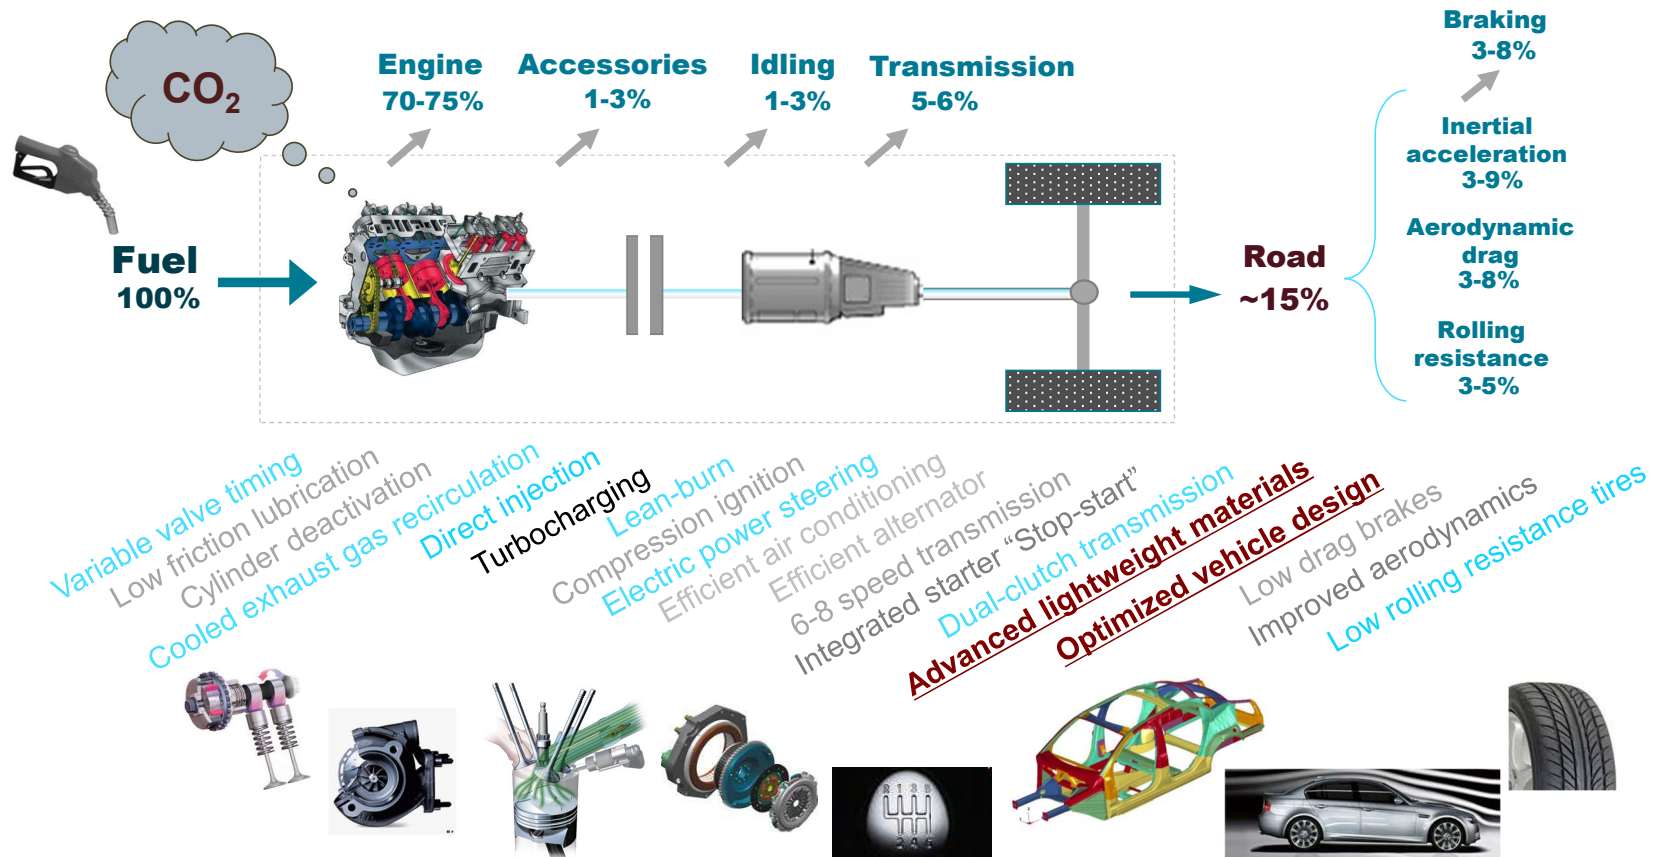 CO2
Engine
70-75%
Accessories
1-3%
Idling
1-3%
Transmission
5-6%
Braking
3-8%
Inertial
acceleration
3-9%
Aerodynamic
drag
3-8%
Rolling
resistance
3-5%
Fuel
100%
Road
~15%
Variable valve timing
Low friction lubrication
Cylinder deactivation
Cooled exhaust gas recirculation
Direct injection
Turbocharging
Lean-burn
Compression ignition
Electric power steering
Efficient air conditioning
Efficient alternator
6-8 speed transmission
Integrated starter “Stop-start”
Dual-clutch transmission
Advanced lightweight materials
Optimized vehicle design
Low drag brakes
Improved aerodynamics
Low rolling resistance tires